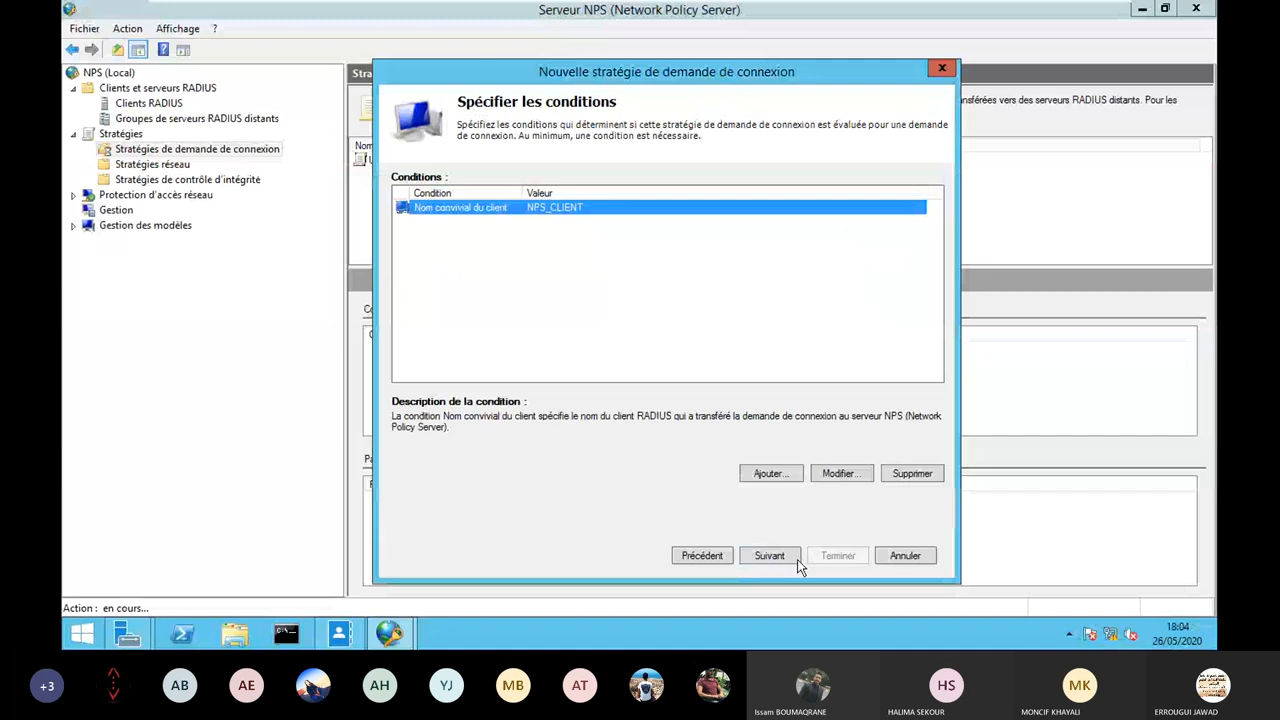 Serveur NPS (Network Policy Server)
Fichier Action Affichage ?
NPS (Local)
Clients et serveurs RADIUS
Clients RADIUS
Groupes de serveurs RADIUS distants
Stratégies
Stratégies de demande de connexion
Stratégies réseau
Stratégies de contrôle d'intégrité
Protection d'accès réseau
Gestion
Gestion des modèles
Stra
nsférées vers des serveurs RADIUS distants. Pour les
Nom
Nouvelle stratégie de demande de connexion
Spécifier les conditions
Spécifiez les conditions qui déterminent si cette stratégie de demande de connexion est évaluée pour une demande
de connexion. Au minimum, une condition est nécessaire.
Conditions :
Condition Valeur
Nom convivial du client NPS_CLIENT
Description de la condition :
La condition Nom convivial du client spécifie le nom du client RADIUS qui a transféré la demande de connexion au serveur NPS (Network
Policy Server).
Ajouter... Modifier... Supprimer
Précédent Suivant Terminer Annuler
Action : en cours...
18:04
26/05/2020
+3 AB AE AH YJ MB AT HS MK
Issam BOUMAQRANE HALIMA SEKOUR MONCIF KHAYALI ERROUGUI JAWAD